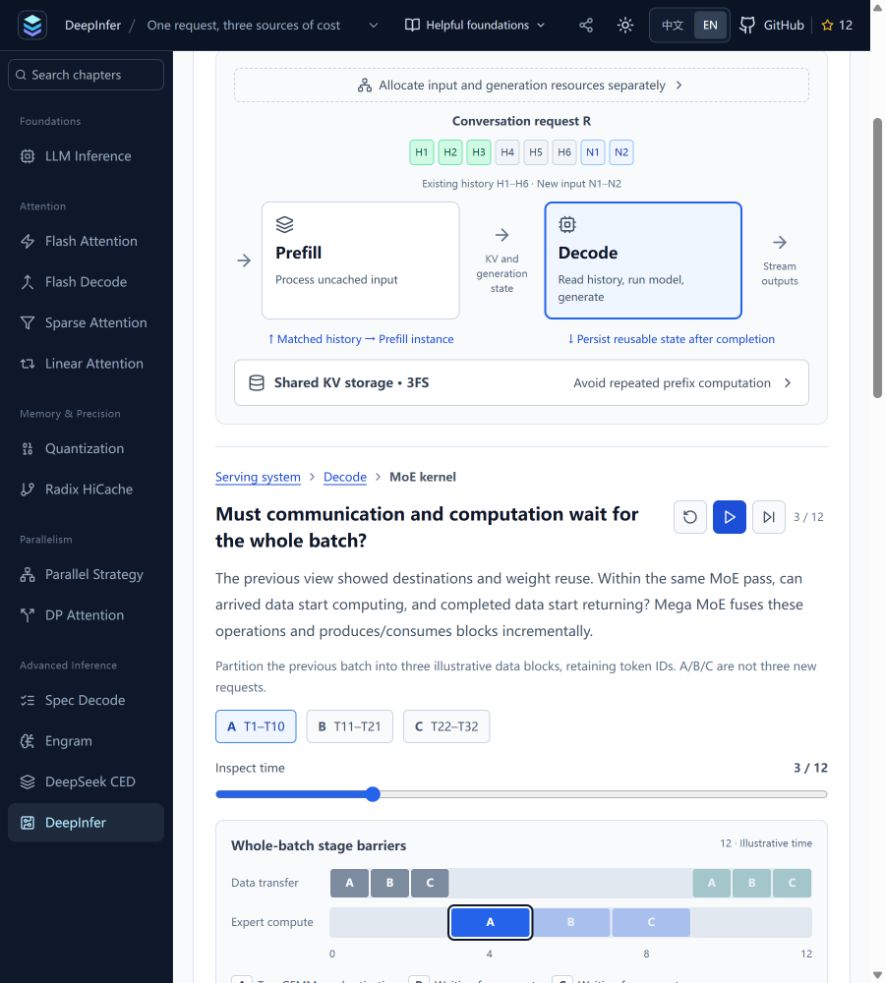 DeepInfer / One request, three sources of cost
Helpful foundations
中文
EN
GitHub
12
Search chapters
Foundations
LLM Inference
Attention
Flash Attention
Flash Decode
Sparse Attention
Linear Attention
Memory & Precision
Quantization
Radix HiCache
Parallelism
Parallel Strategy
DP Attention
Advanced Inference
Spec Decode
Engram
DeepSeek CED
DeepInfer
Allocate input and generation resources separately
Conversation request R
H1 H2 H3 H4 H5 H6 N1 N2
Existing history H1–H6 · New input N1–N2
Prefill
Process uncached input
KV and
generation
state
Decode
Read history, run model,
generate
Stream
outputs
↑ Matched history → Prefill instance
↓ Persist reusable state after completion
Shared KV storage • 3FS
Avoid repeated prefix computation
Serving system > Decode > MoE kernel
Must communication and computation wait for
the whole batch?
3 / 12
The previous view showed destinations and weight reuse. Within the same MoE pass, can
arrived data start computing, and completed data start returning? Mega MoE fuses these
operations and produces/consumes blocks incrementally.
Partition the previous batch into three illustrative data blocks, retaining token IDs. A/B/C are not three new
requests.
A T1–T10
B T11–T21
C T22–T32
Inspect time
3 / 12
Whole-batch stage barriers
12 · Illustrative time
Data transfer
A B C A B C
Expert compute
A B C
0 4 8 12